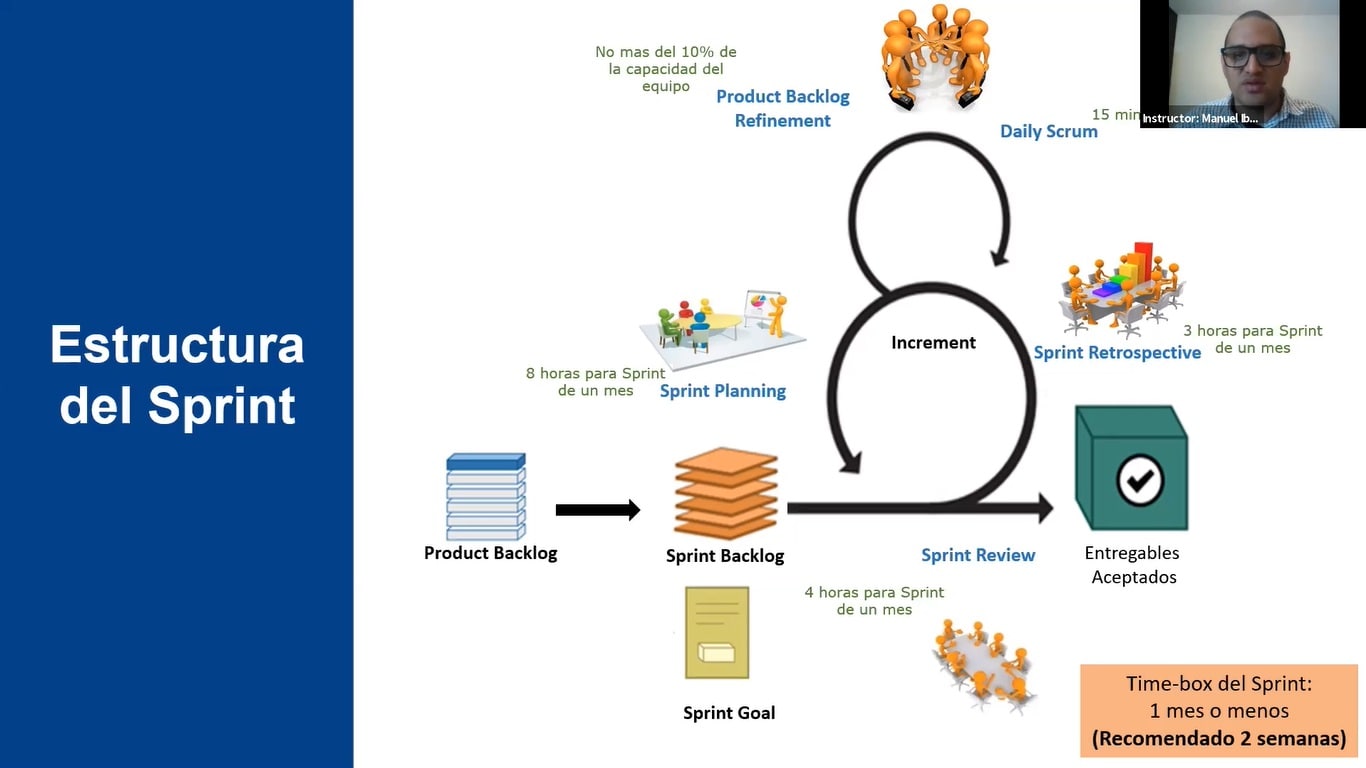 Estructura
del Sprint
No mas del 10% de
la capacidad del
equipo
Product Backlog
Refinement
15 min
Daily Scrum
Instructor: Manuel Ib...
Increment
3 horas para Sprint
de un mes
Sprint Retrospective
8 horas para Sprint
de un mes
Sprint Planning
Product Backlog
Sprint Backlog
Sprint Review
Entregables
Aceptados
4 horas para Sprint
de un mes
Sprint Goal
Time-box del Sprint:
1 mes o menos
(Recomendado 2 semanas)